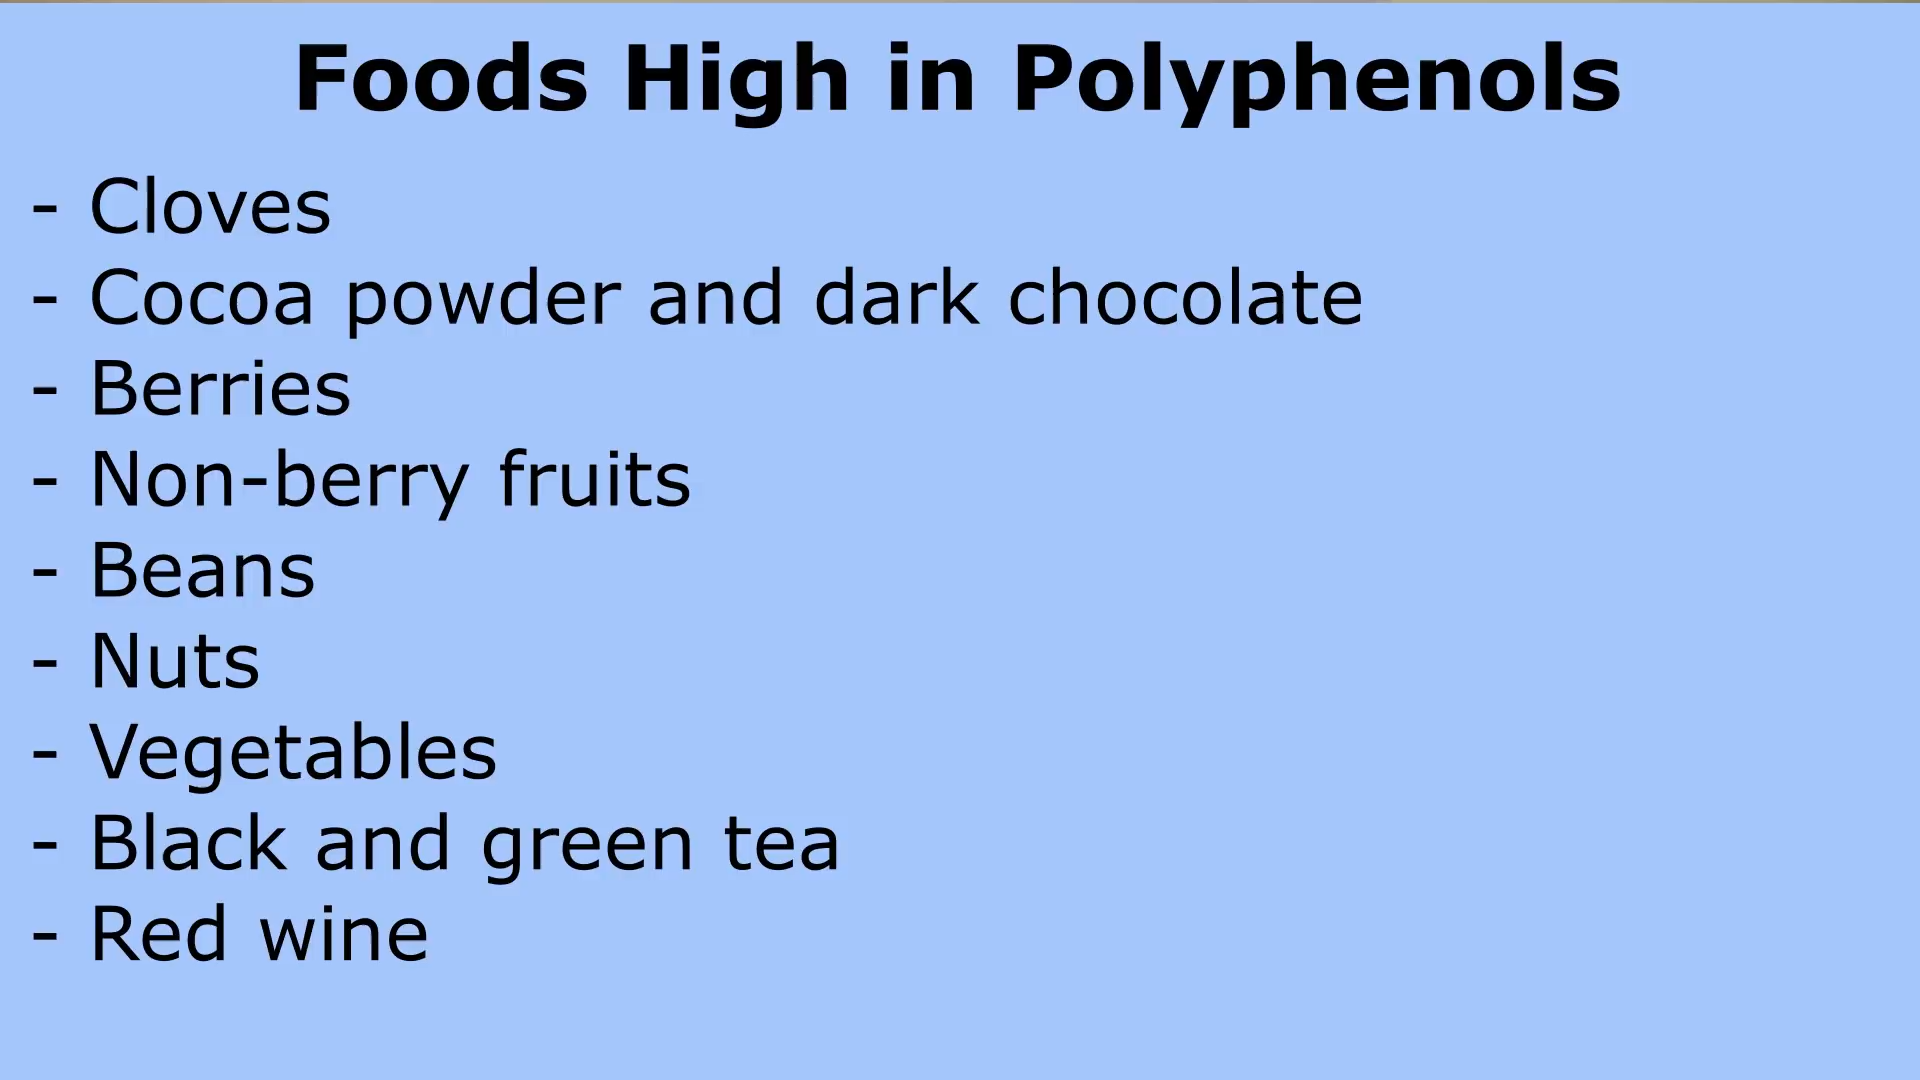 Foods High in Polyphenols
- Cloves
- Cocoa powder and dark chocolate
- Berries
- Non-berry fruits
- Beans
- Nuts
- Vegetables
- Black and green tea
- Red wine